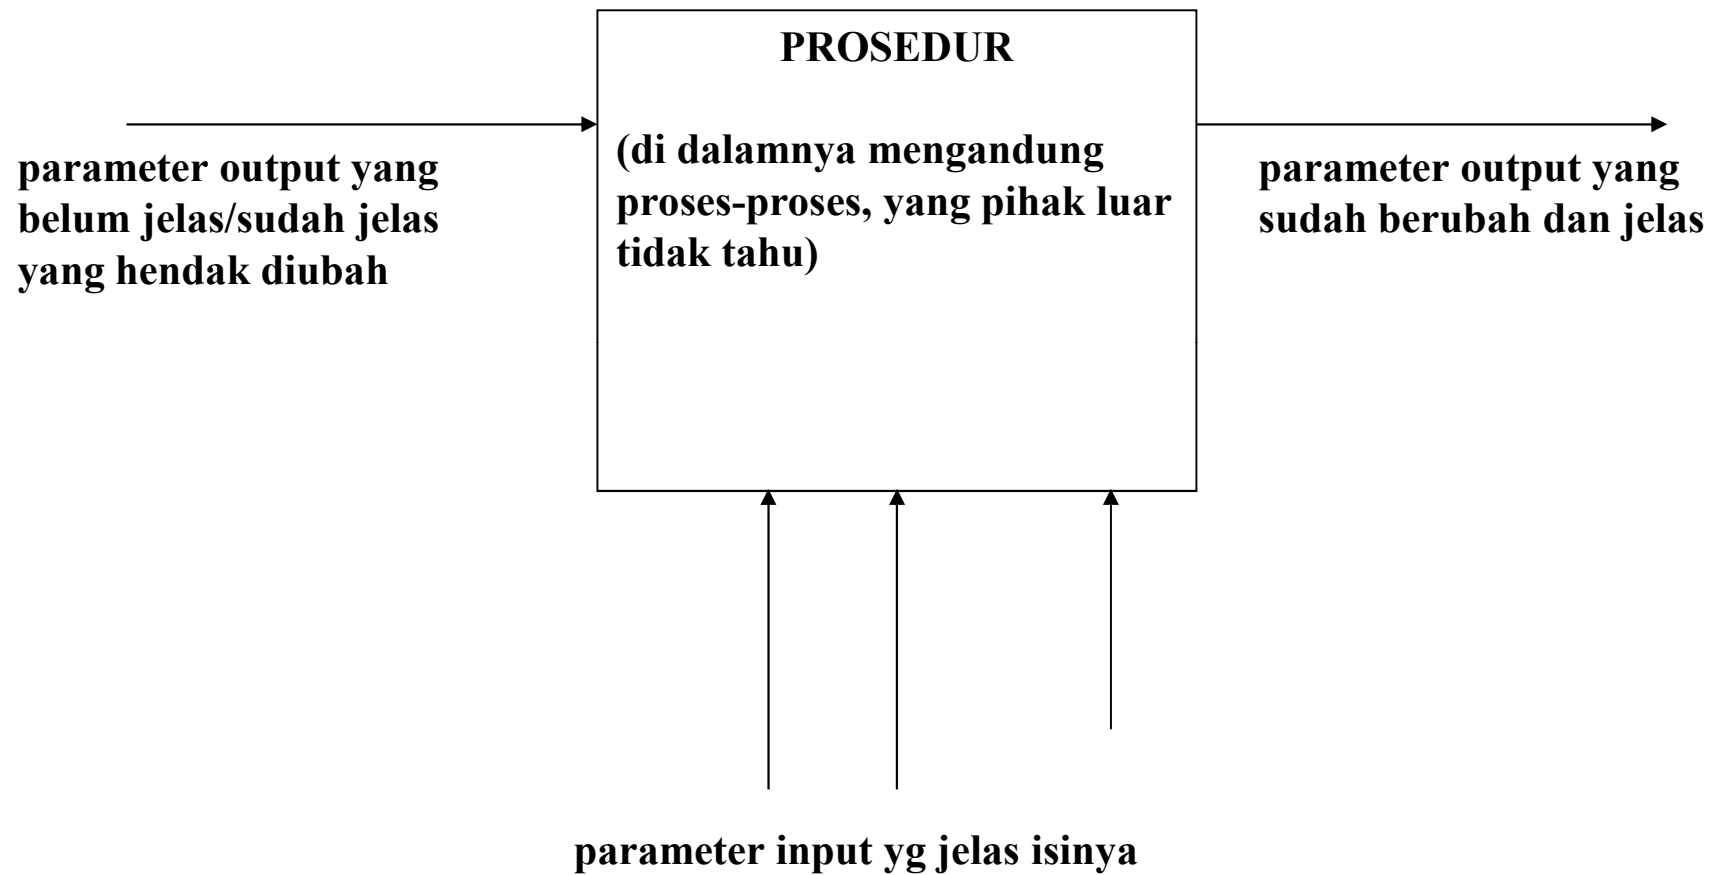 PROSEDUR
parameter output yang
belum jelas/sudah jelas
yang hendak diubah
(di dalamnya mengandung
proses-proses, yang pihak luar
tidak tahu)
parameter output yang
sudah berubah dan jelas
parameter input yg jelas isinya